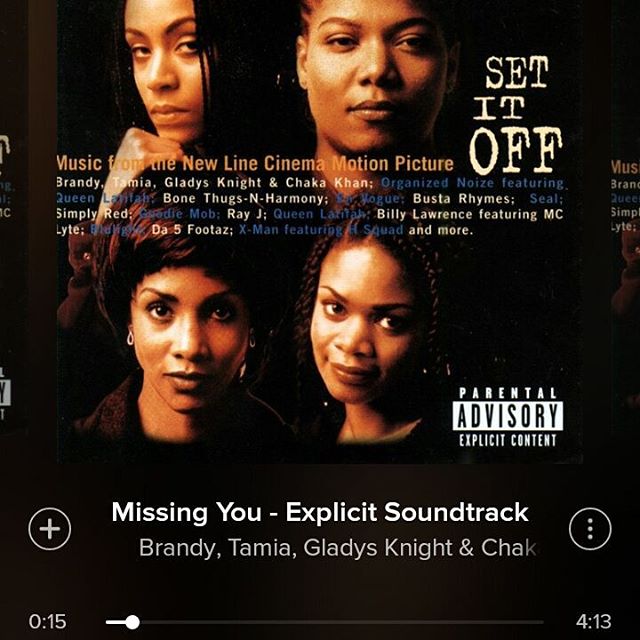 SET
IT
OFF
Music from the New Line Cinema Motion Picture
Brandy, Tamia, Gladys Knight & Chaka Khan; Organized Noize featuring
Queen Latifah; Bone Thugs-N-Harmony; En Vogue; Busta Rhymes; Seal;
Simply Red; Goodie Mob; Ray J; Queen Latifah; Billy Lawrence featuring MC
Lyte; Blulight; Da 5 Footaz; X-Man featuring H Squad and more.
PARENTAL
ADVISORY
EXPLICIT CONTENT
Missing You - Explicit Soundtrack
Brandy, Tamia, Gladys Knight & Chak
0:15
4:13